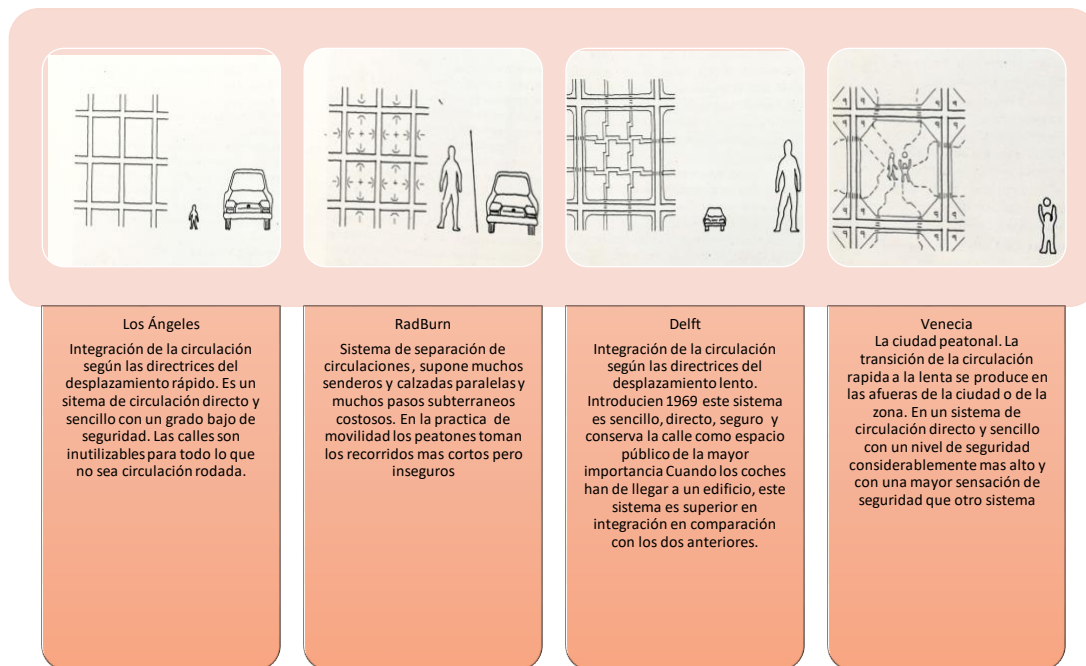 Los Ángeles
Integración de la circulación
según las directrices del
desplazamiento rápido. Es un
sitema de circulación directo y
sencillo con un grado bajo de
seguridad. Las calles son
inutilizables para todo lo que
no sea circulación rodada.
RadBurn
Sistema de separación de
circulaciones, supone muchos
senderos y calzadas paralelas y
muchos pasos subterraneos
costosos. En la practica de
movilidad los peatones toman
los recorridos mas cortos pero
inseguros
Delft
Integración de la circulación
según las directrices del
desplazamiento lento.
Introducien 1969 este sistema
es sencillo, directo, seguro y
conserva la calle como espacio
público de la mayor
importancia Cuando los coches
han de llegar a un edificio, este
sistema es superior en
integración en comparación
con los dos anteriores.
Venecia
La ciudad peatonal. La
transición de la circulación
rapida a la lenta se produce en
las afueras de la ciudad o de la
zona. En un sistema de
circulación directo y sencillo
con un nivel de seguridad
considerablemente mas alto y
con una mayor sensación de
seguridad que otro sistema